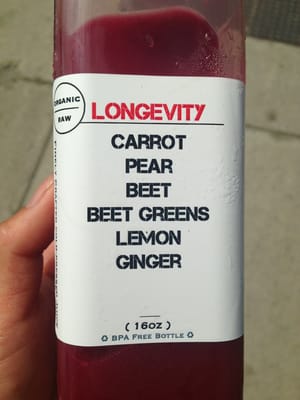 ORGANIC
RAW
LONGEVITY
CARROT
PEAR
BEET
BEET GREENS
LEMON
GINGER
(16oz)
♻ BPA FREE BOTTLE ♻